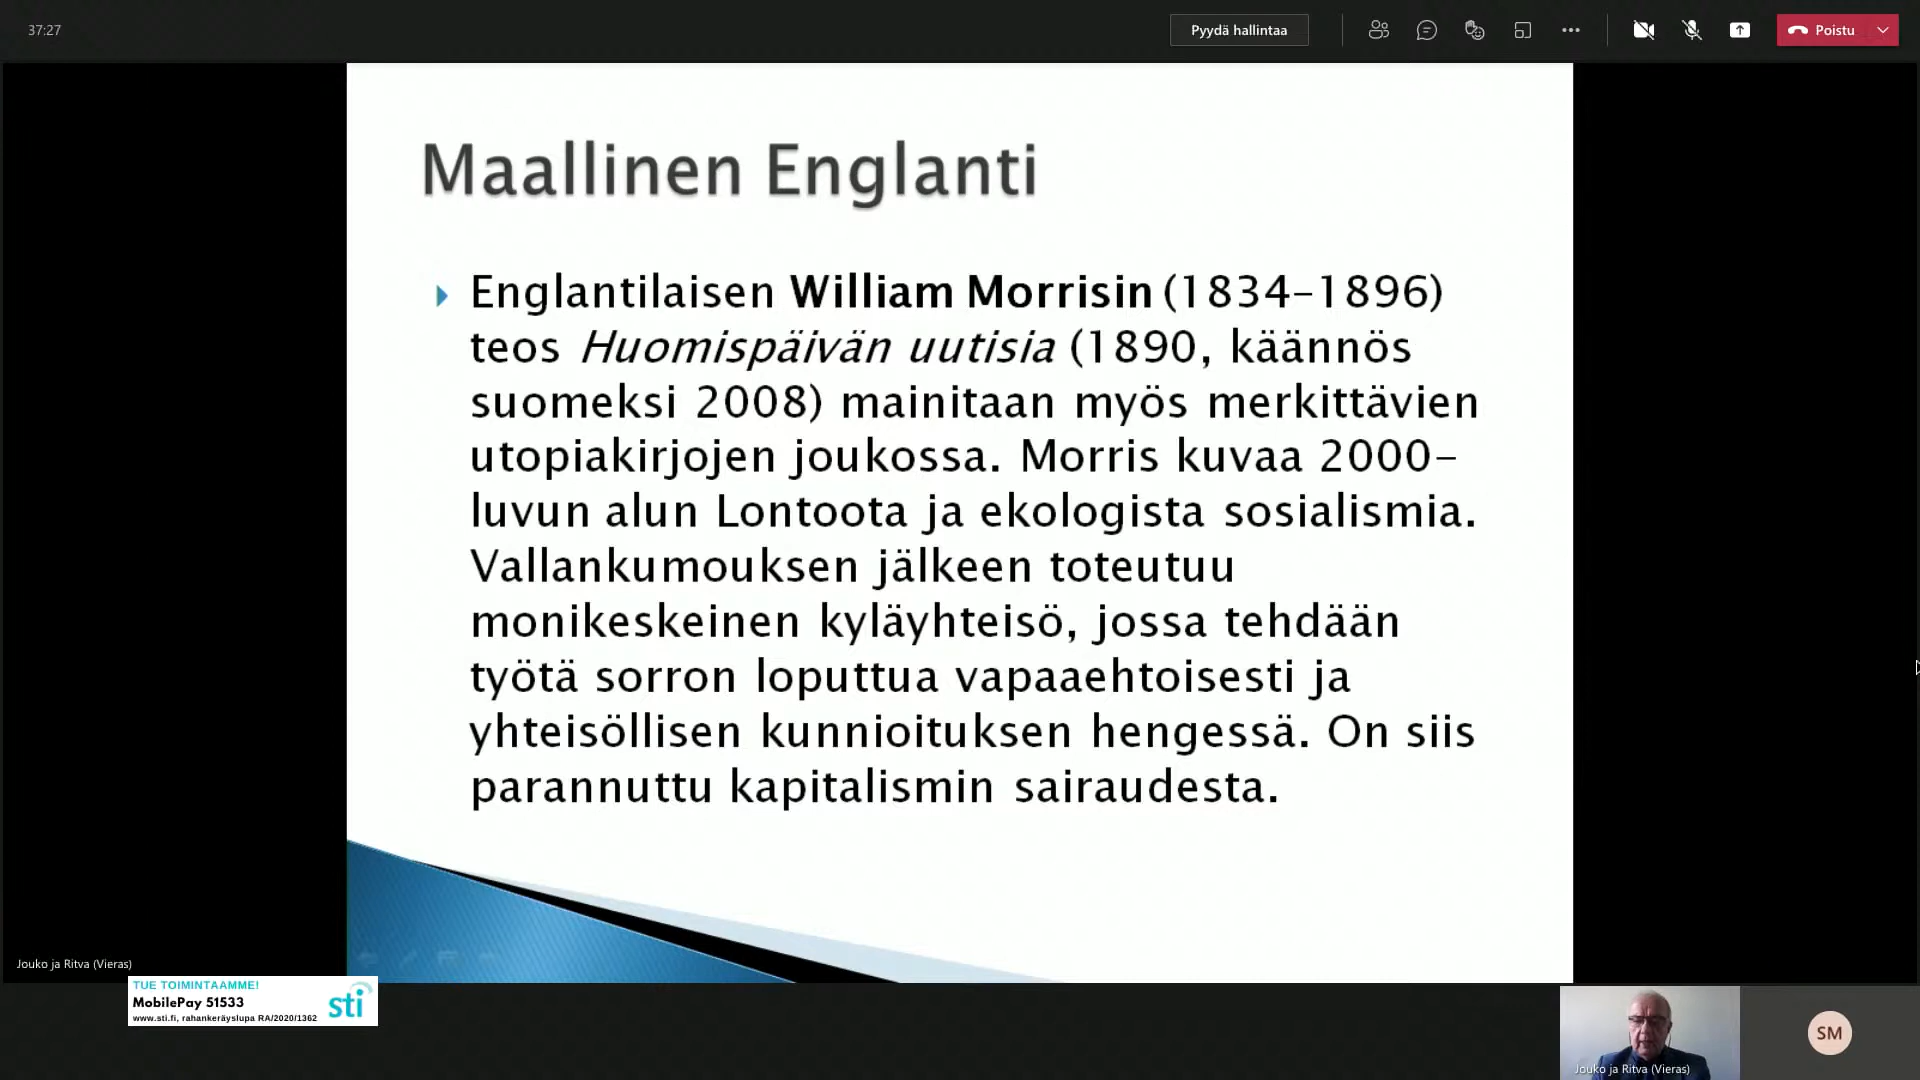 37:27
Pyydä hallintaa
Poistu
Maallinen Englanti
Englantilaisen William Morrisin (1834–1896)
teos Huomispäivän uutisia (1890, käännös
suomeksi 2008) mainitaan myös merkittävien
utopiakirjojen joukossa. Morris kuvaa 2000-
luvun alun Lontoota ja ekologista sosialismia.
Vallankumouksen jälkeen toteutuu
monikeskeinen kyläyhteisö, jossa tehdään
työtä sorron loputtua vapaaehtoisesti ja
yhteisöllisen kunnioituksen hengessä. On siis
parannuttu kapitalismin sairaudesta.
Jouko ja Ritva (Vieras)
TUE TOIMINTAAMME!
MobilePay 51533
www.sti.fi, rahankeräyslupa RA/2020/1362
sti
Jouko ja Ritva (Vieras)
SM